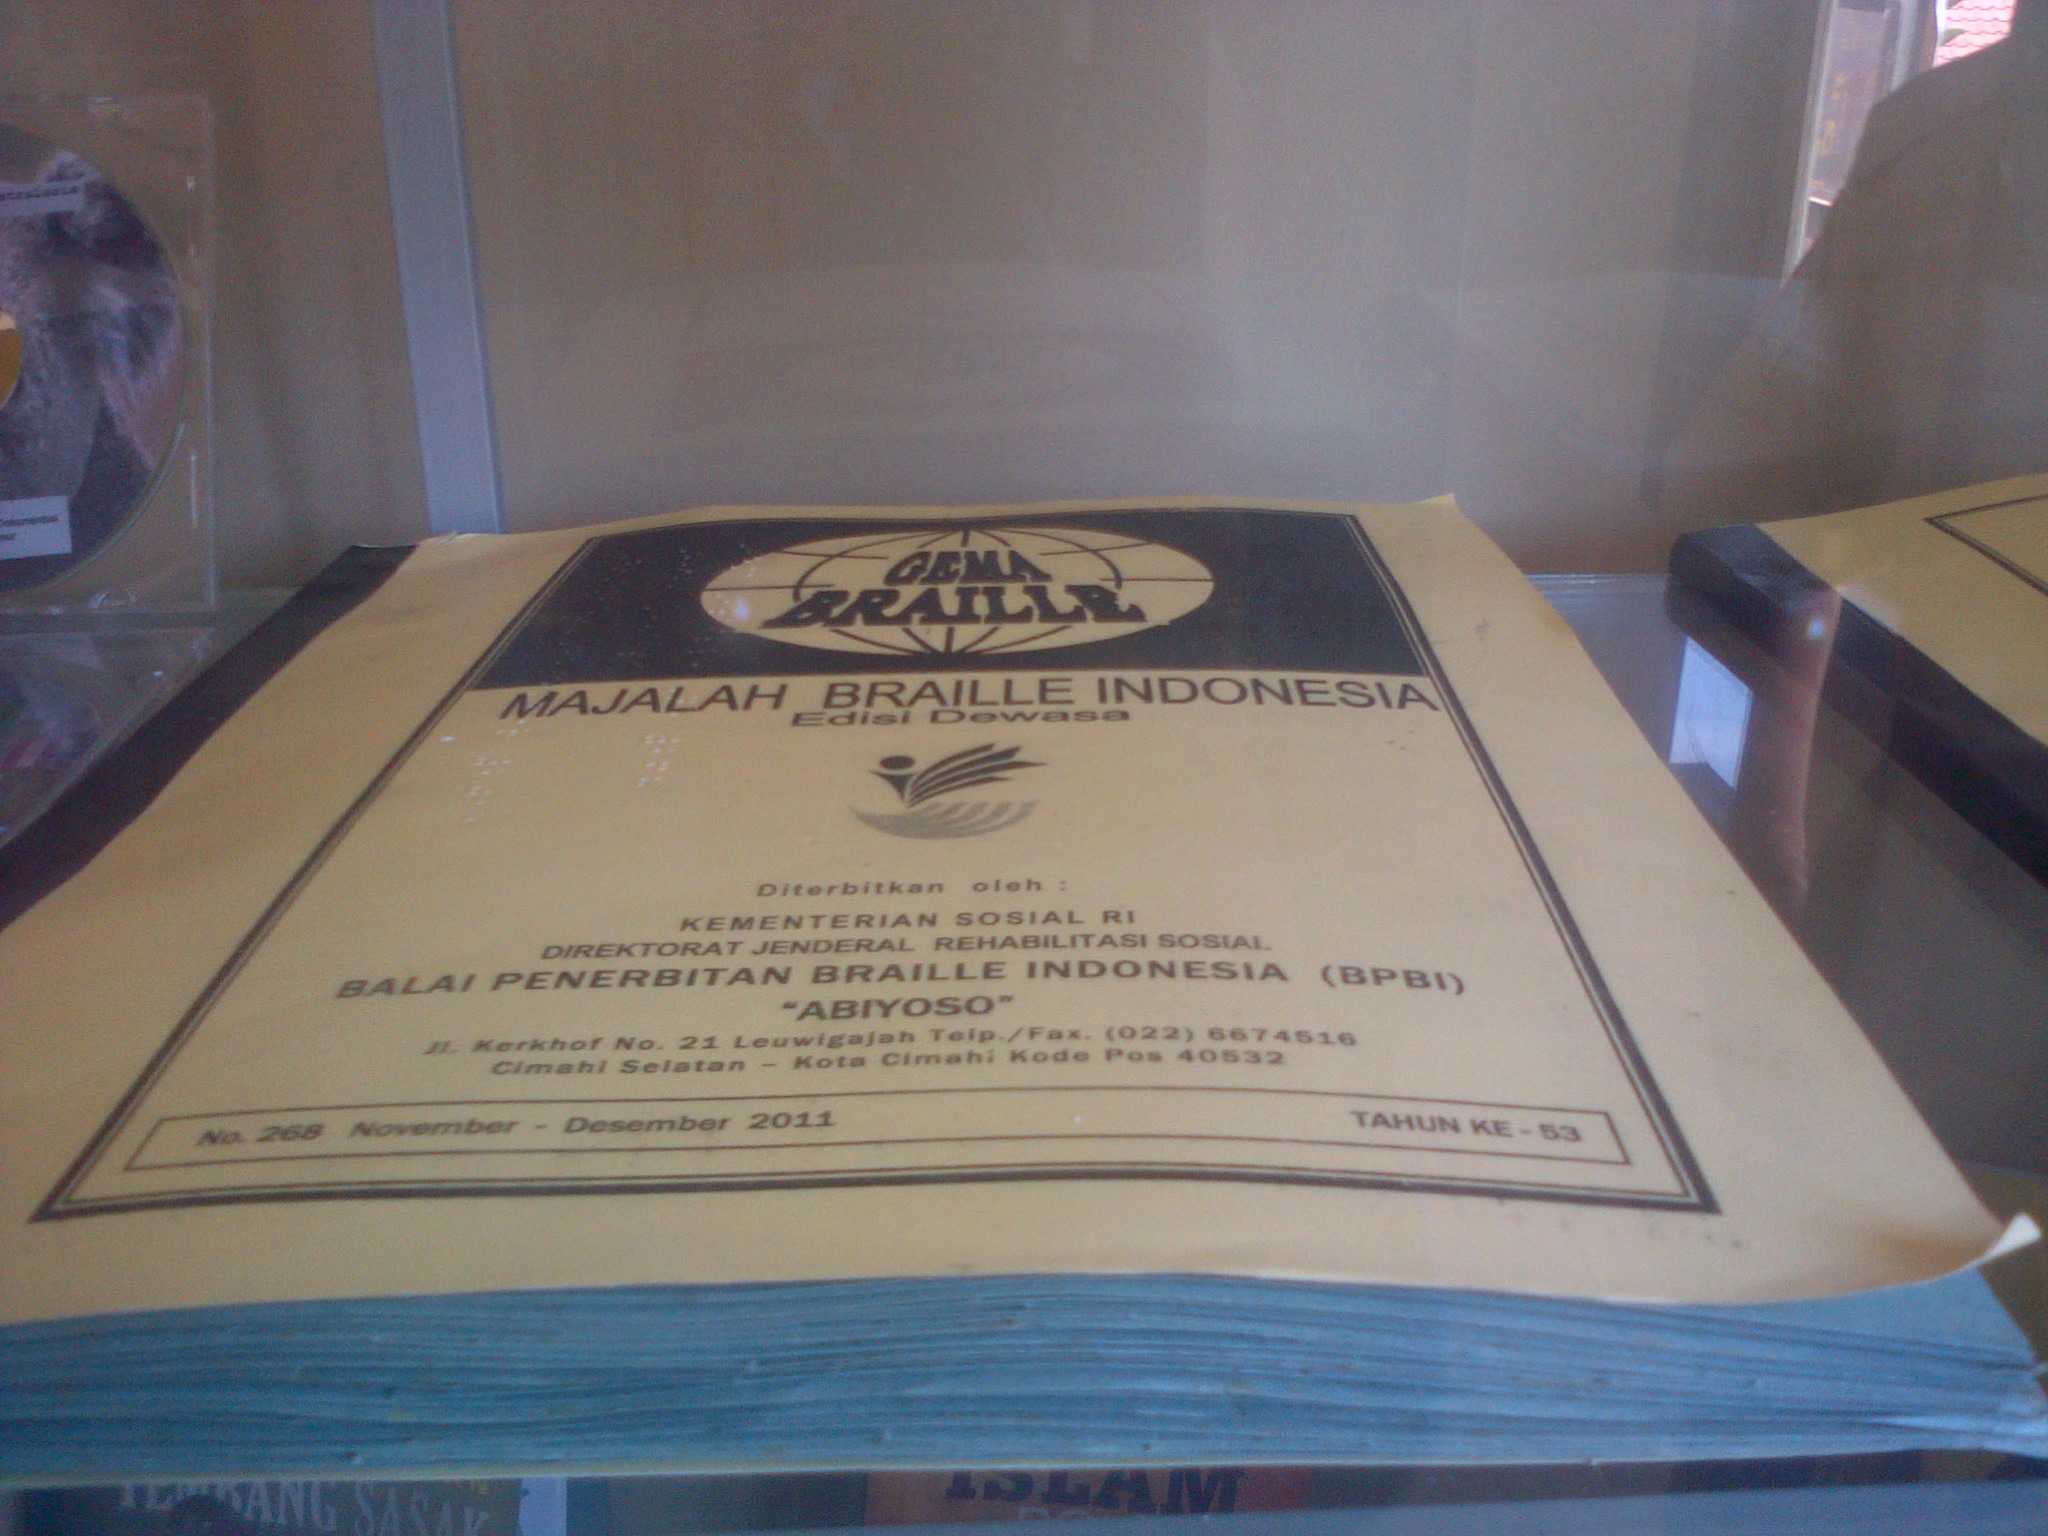 GEMA
BRAILLE
MAJALAH BRAILLE INDONESIA
Edisi Dewasa
Diterbitkan oleh :
KEMENTERIAN SOSIAL RI
DIREKTORAT JENDERAL REHABILITASI SOSIAL
BALAI PENERBITAN BRAILLE INDONESIA (BPBI)
“ABIYOSO”
Jl. Kerkhof No. 21 Leuwigajah Telp./Fax. (022) 6674516
Cimahi Selatan – Kota Cimahi Kode Pos 40532
No. 268 November - Desember 2011 TAHUN KE - 53
TEMBANG SASAK
ISLAM